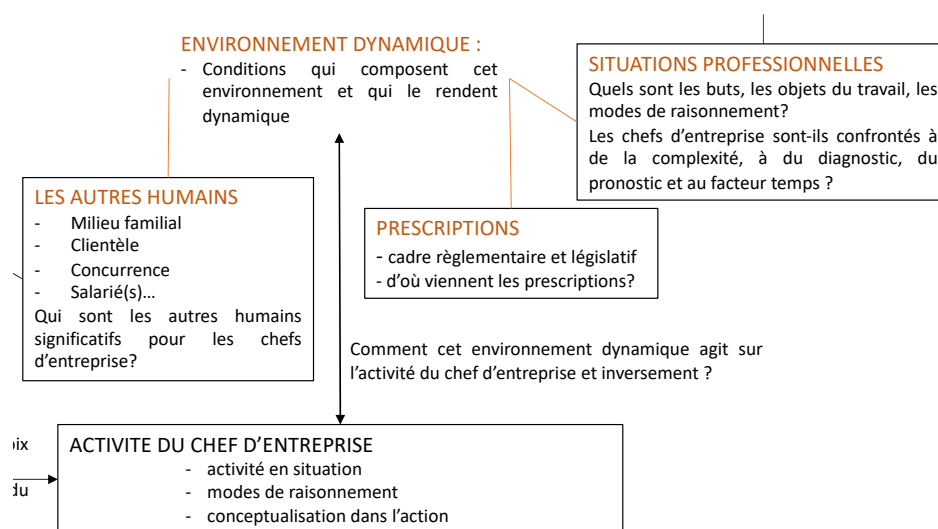 ENVIRONNEMENT DYNAMIQUE :
- Conditions qui composent cet
environnement et qui le rendent
dynamique
SITUATIONS PROFESSIONNELLES
Quels sont les buts, les objets du travail, les
modes de raisonnement?
Les chefs d'entreprise sont-ils confrontés à
de la complexité, à du diagnostic, du
pronostic et au facteur temps ?
LES AUTRES HUMAINS
- Milieu familial
- Clientèle
- Concurrence
- Salarié(s)...
Qui sont les autres humains
significatifs pour les chefs
d'entreprise?
PRESCRIPTIONS
- cadre règlementaire et législatif
- d'où viennent les prescriptions?
Comment cet environnement dynamique agit sur
l'activité du chef d'entreprise et inversement ?
ACTIVITE DU CHEF D'ENTREPRISE
- activité en situation
- modes de raisonnement
- conceptualisation dans l'action
du